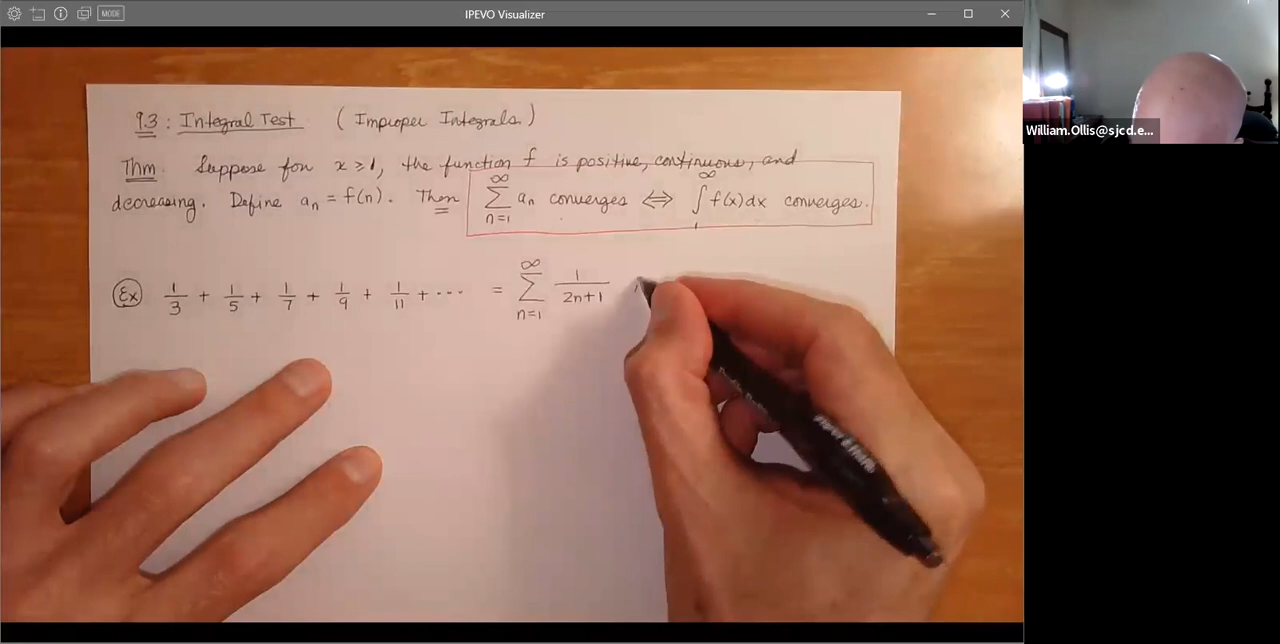 MODE
IPEVO Visualizer
William.Ollis@sjcd.e...
9.3 : Integral Test ( Improper Integrals )
Thm. Suppose for x ≥ 1, the function f is positive, continuous, and
decreasing. Define aₙ = f(n). Then ∑_{n=1}^{∞} aₙ converges ⟺ ∫_1^∞ f(x)dx converges.
Ex 1/3 + 1/5 + 1/7 + 1/9 + 1/11 + ··· = ∑_{n=1}^{∞} 1/(2n+1)